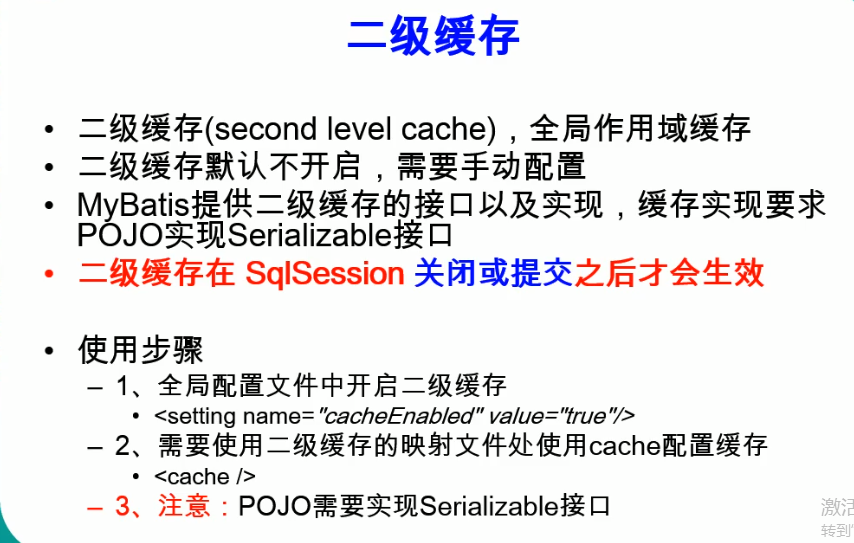 二级缓存
• 二级缓存(second level cache)，全局作用域缓存
• 二级缓存默认不开启，需要手动配置
• MyBatis提供二级缓存的接口以及实现，缓存实现要求
POJO实现Serializable接口
• 二级缓存在 SqlSession 关闭或提交之后才会生效
• 使用步骤
– 1、全局配置文件中开启二级缓存
• <setting name="cacheEnabled" value="true"/>
– 2、需要使用二级缓存的映射文件处使用cache配置缓存
• <cache />
– 3、注意：POJO需要实现Serializable接口
激活
转到